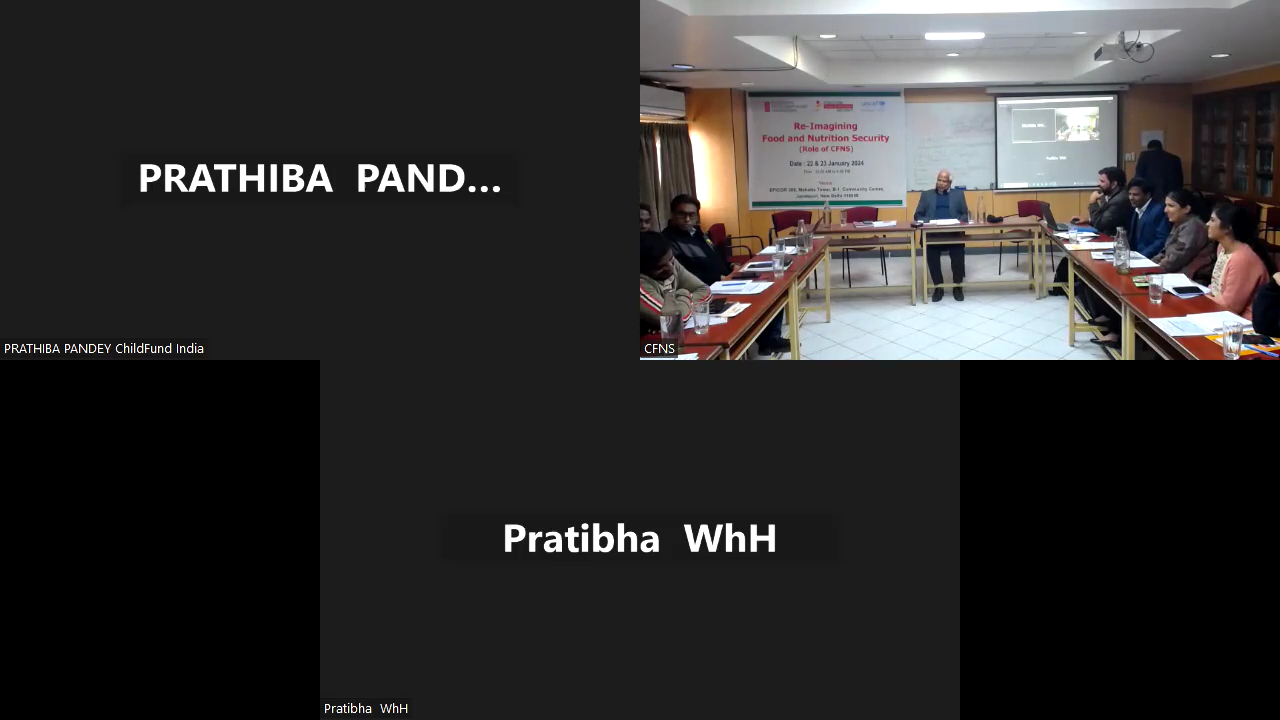 PRATHIBA PAND...
PRATHIBA PANDEY ChildFund India
Re-Imagining
Food and Nutrition Security
(Role of CFNS)
Date : 22 & 23 January 2024
Venue
CFNS
Pratibha WhH
Pratibha WhH